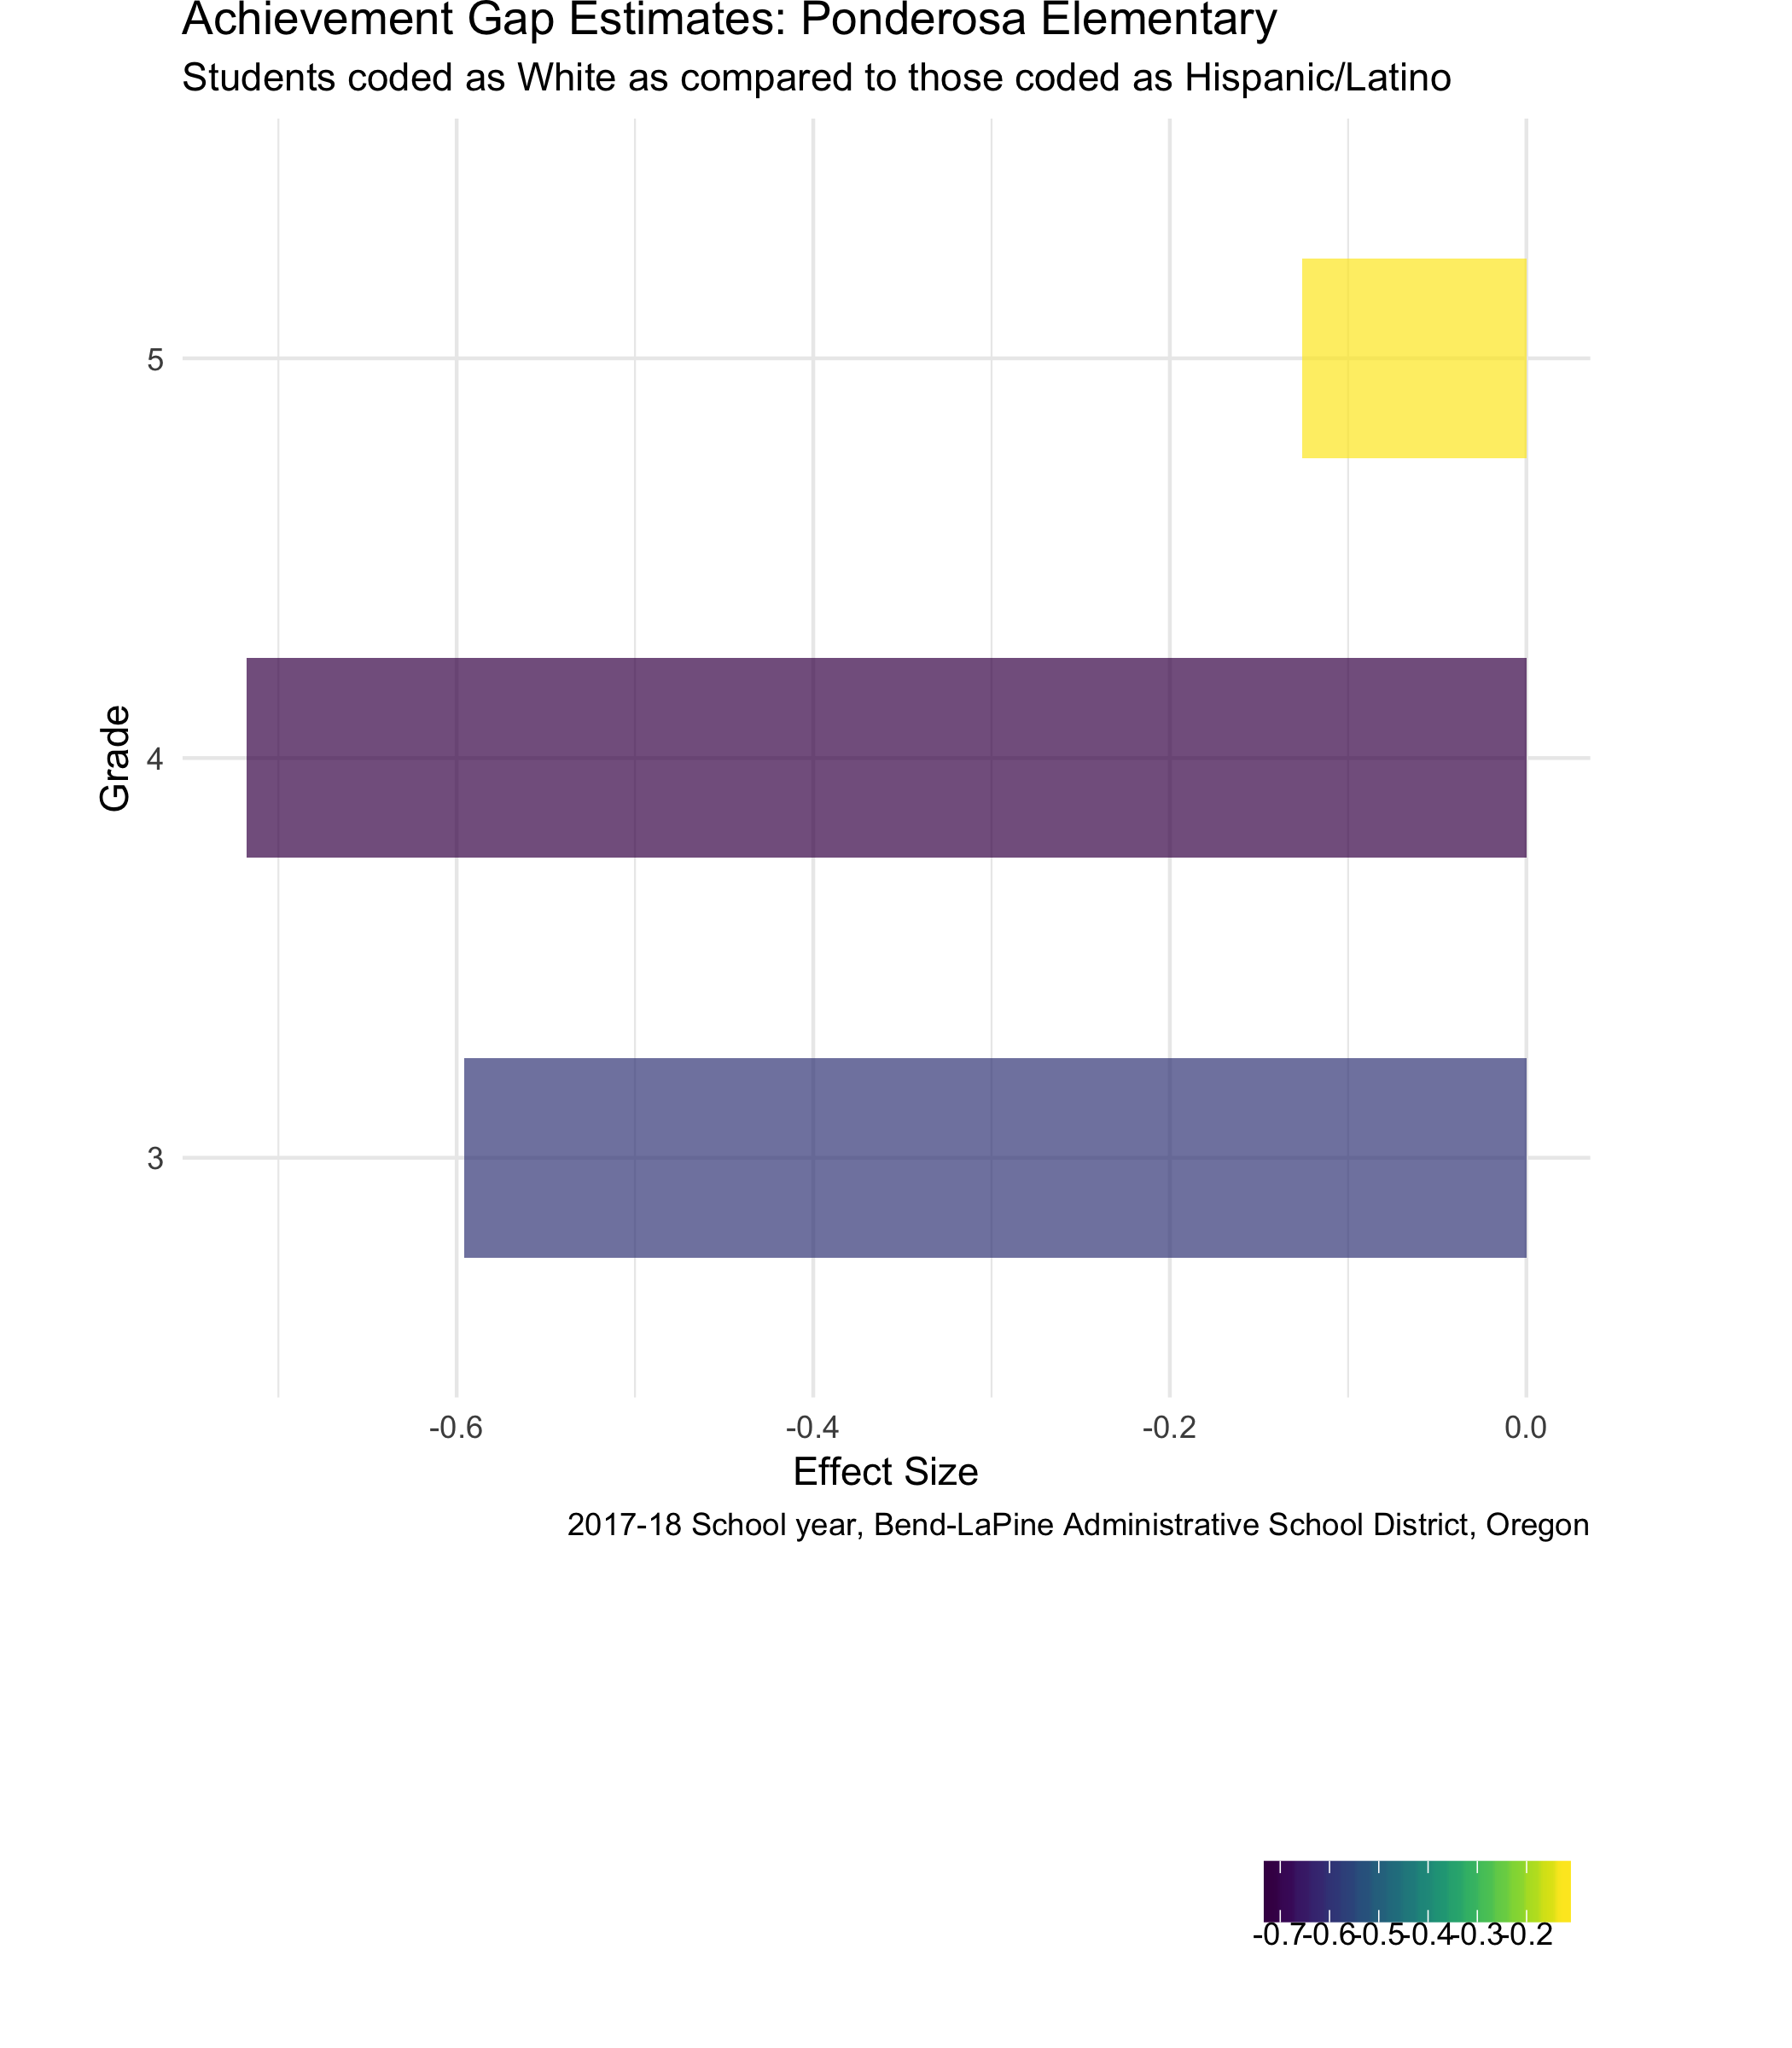 Achievement Gap Estimates: Ponderosa Elementary
Students coded as White as compared to those coded as Hispanic/Latino
5
4
3
Grade
-0.6 -0.4 -0.2 0.0
Effect Size
2017-18 School year, Bend-LaPine Administrative School District, Oregon
-0.7 -0.6 -0.5 -0.4 -0.3 -0.2